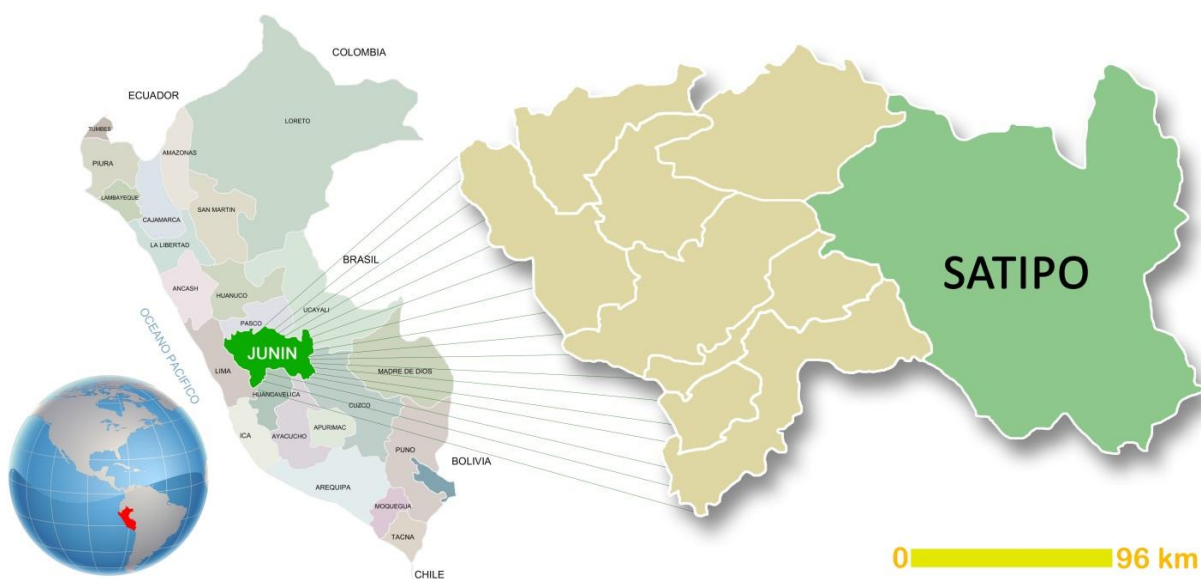 COLOMBIA
ECUADOR
LORETO
TUMBES
AMAZONAS
PIURA
LAMBAYEQUE
SAN MARTIN
CAJAMARCA
LA LIBERTAD
BRASIL
ANCASH
HUANUCO
UCAYALI
PASCO
OCEANO PACIFICO
JUNIN
LIMA
MADRE DE DIOS
HUANCAVELICA
CUZCO
ICA
AYACUCHO
APURIMAC
PUNO
BOLIVIA
AREQUIPA
MOQUEGUA
TACNA
CHILE
SATIPO
0 96 km